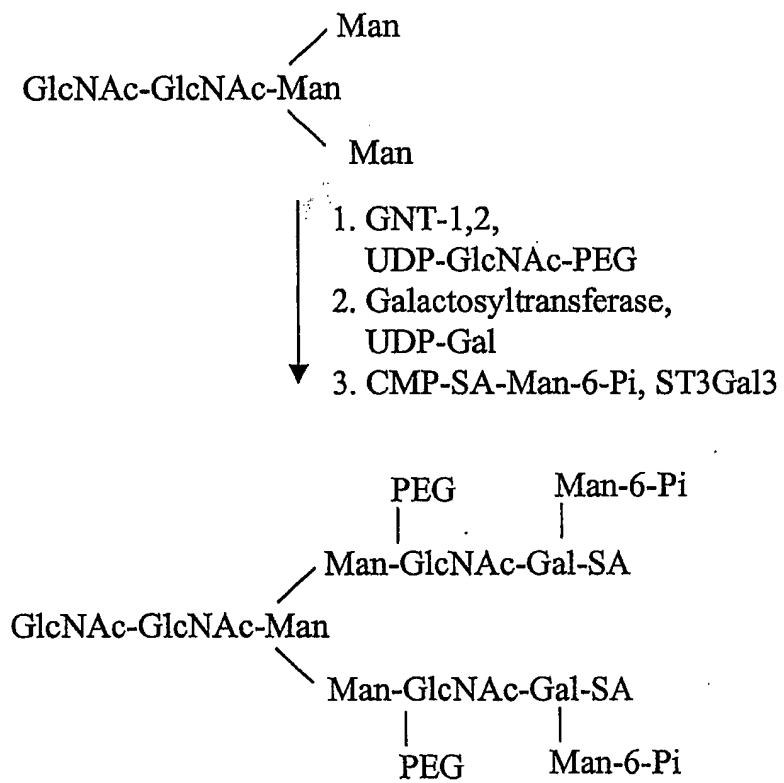 Man
GlcNAc-GlcNAc-Man
Man
1. GNT-1,2,
UDP-GlcNAc-PEG
2. Galactosyltransferase,
UDP-Gal
3. CMP-SA-Man-6-Pi, ST3Gal3
PEG Man-6-Pi
Man-GlcNAc-Gal-SA
GlcNAc-GlcNAc-Man
Man-GlcNAc-Gal-SA
PEG Man-6-Pi